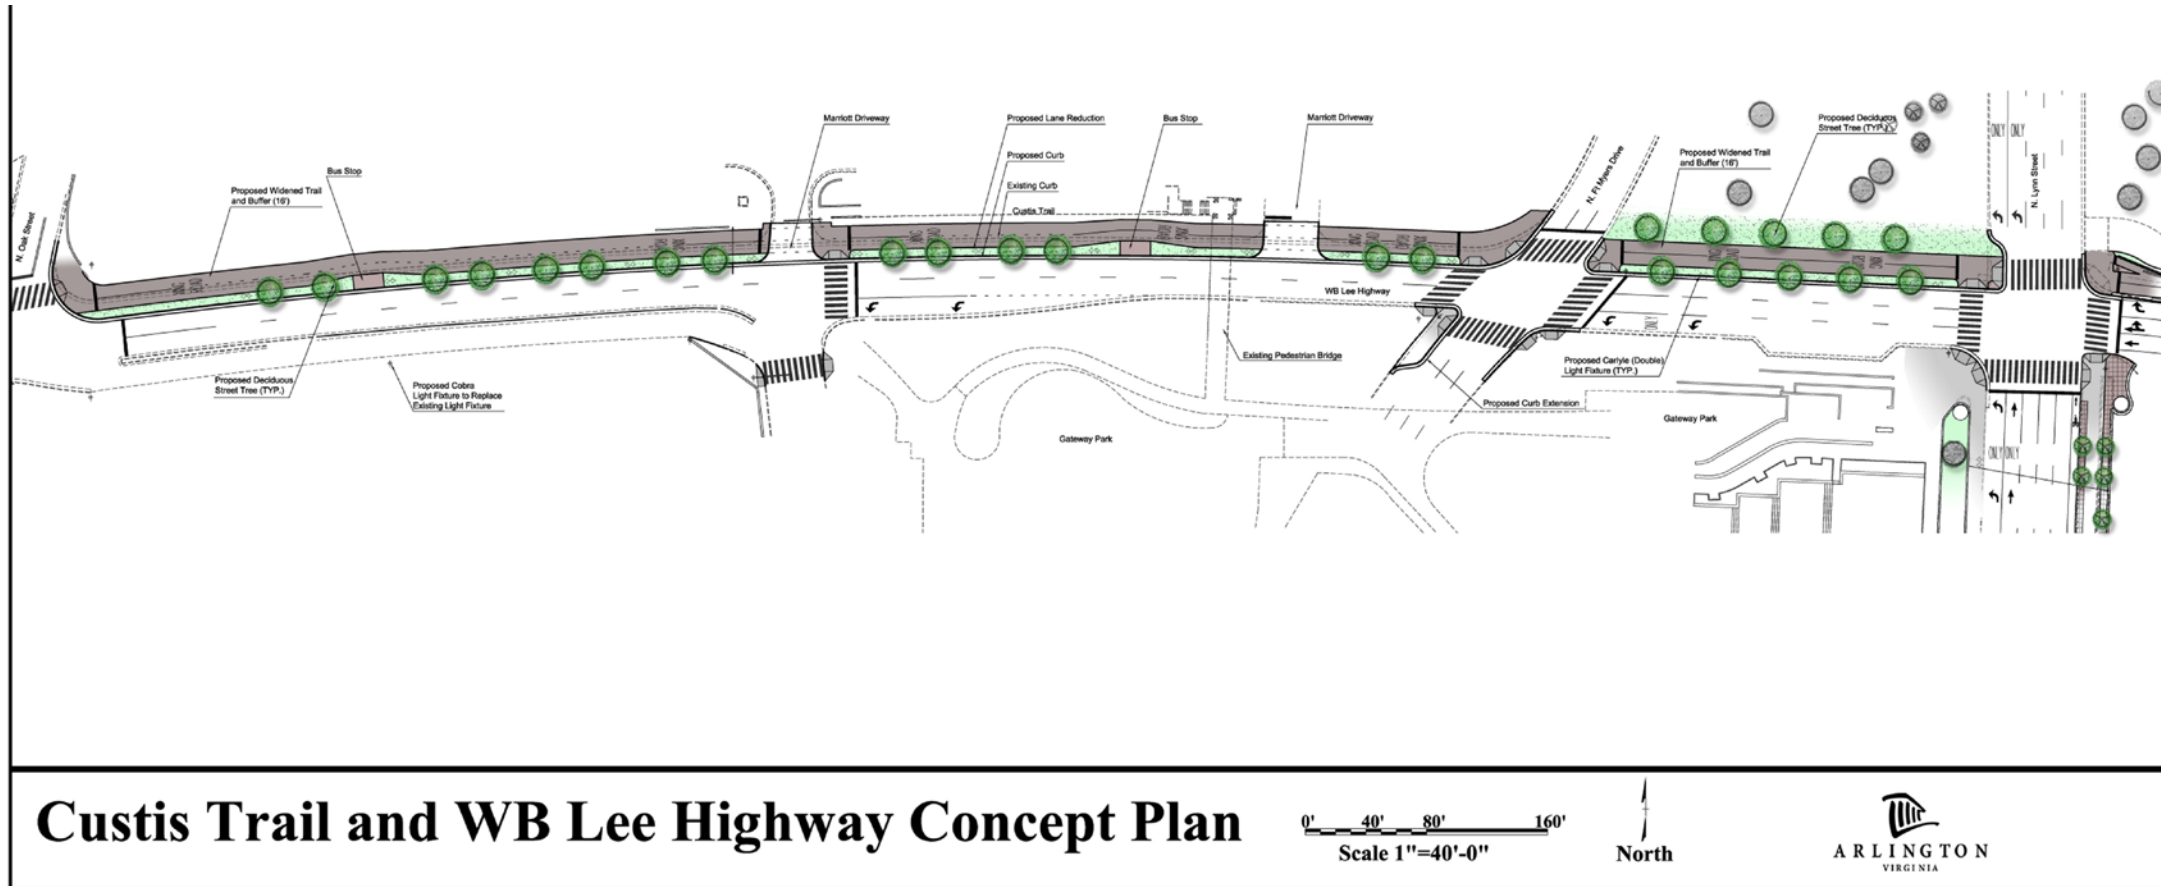 Marriott Driveway
Proposed Lane Reduction
Bus Stop
Marriott Driveway
Proposed Deciduous
Street Tree (TYP.)
ONLY ONLY
N. Lynn Street
Proposed Curb
Proposed Widened Trail
and Buffer (16')
N. Ft Myers Drive
Bus Stop
Existing Curb
Proposed Widened Trail
and Buffer (16')
Custis Trail
N. Oak Street
WB Lee Highway
ONLY
Existing Pedestrian Bridge
Proposed Carlyle (Double)
Light Fixture (TYP.)
Proposed Deciduous
Street Tree (TYP.)
Proposed Cobra
Light Fixture to Replace
Existing Light Fixture
Proposed Curb Extension
Gateway Park
Gateway Park
ONLY ONLY
Custis Trail and WB Lee Highway Concept Plan
0' 40' 80' 160'
Scale 1"=40'-0"
North
ARLINGTON
VIRGINIA